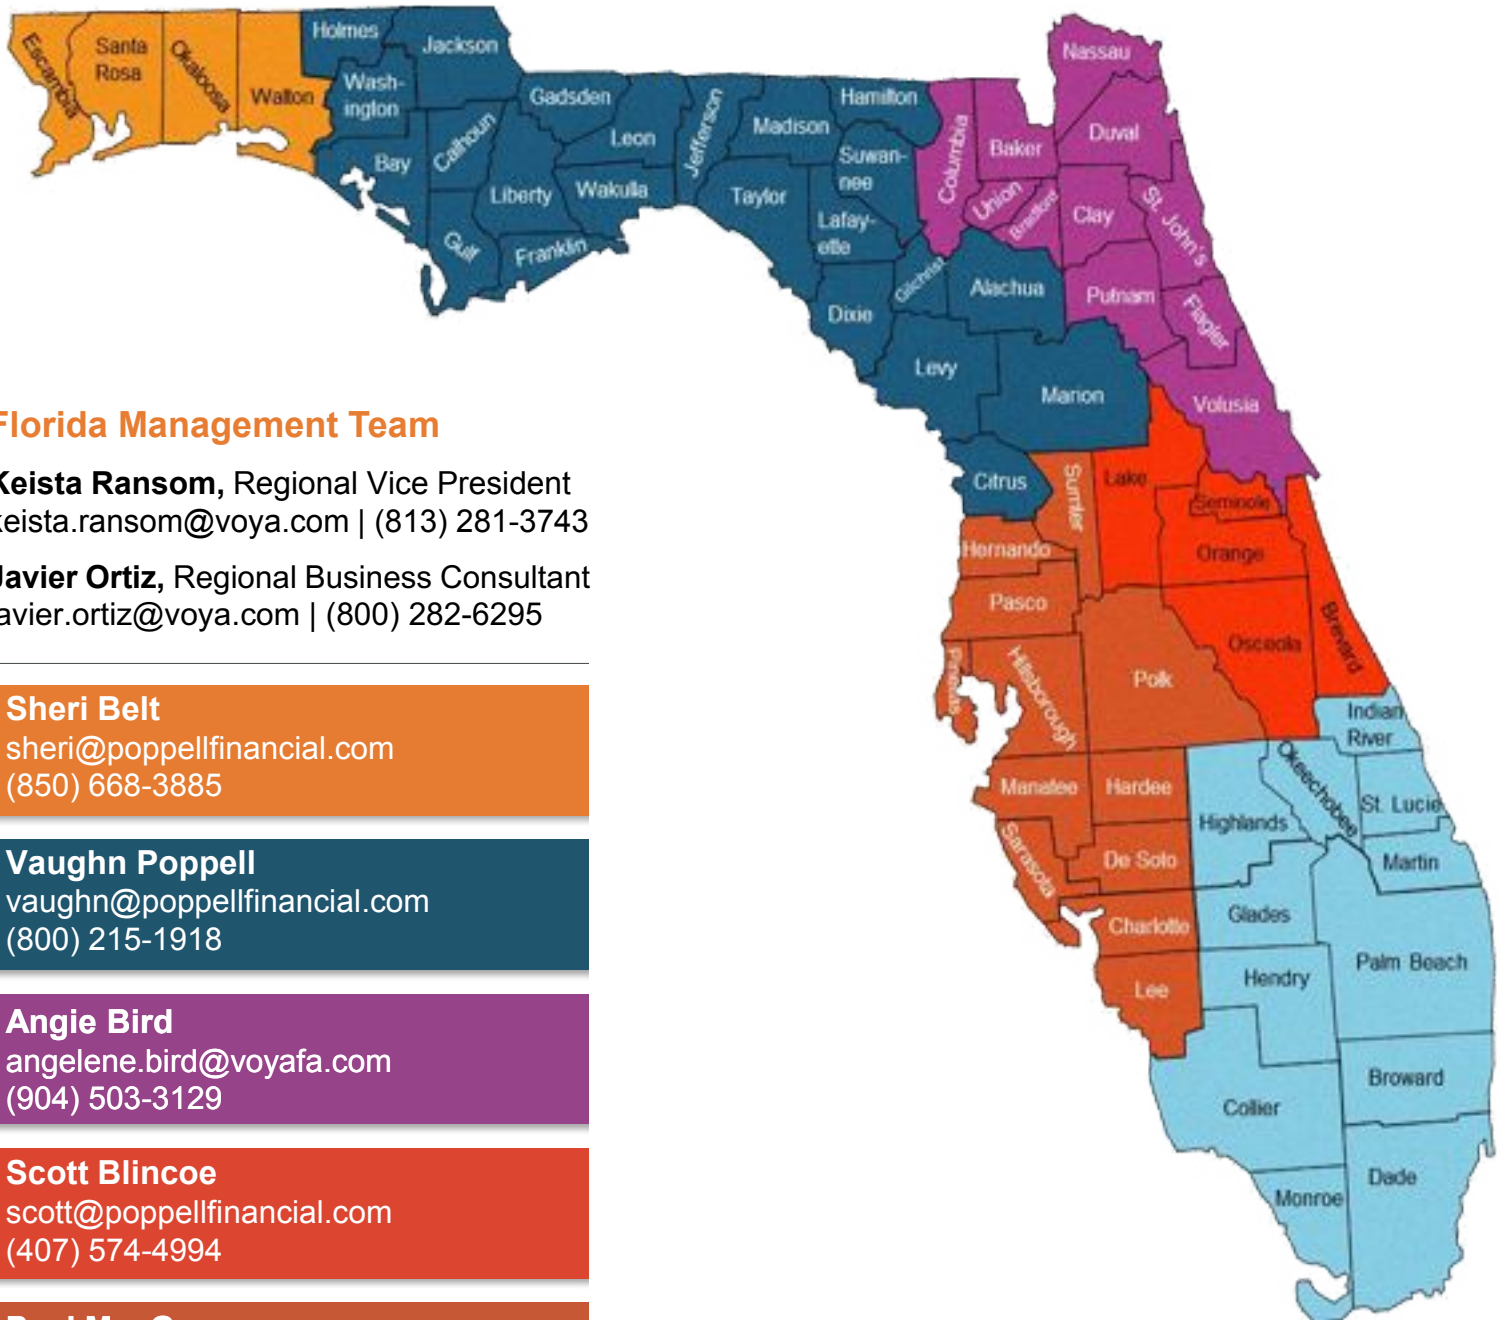 Holmes
Jackson
Escambia
Santa
Rosa
Okaloosa
Walton
Wash-
ington
Bay
Calhoun
Gulf
Gadsden
Liberty
Franklin
Leon
Wakulla
Jefferson
Madison
Taylor
Hamilton
Suwan-
nee
Lafay-
ette
Dixie
Gilchrist
Columbia
Baker
Union
Bradford
Nassau
Duval
Clay
St. John's
Alachua
Putnam
Flagler
Levy
Marion
Volusia
Citrus
Sumter
Lake
Seminole
Orange
Hernando
Pasco
Osceola
Brevard
Pinellas
Hillsborough
Polk
Indian
River
Manatee
Hardee
Highlands
Okeechobee
St. Lucie
Sarasota
De Solo
Martin
Charlotte
Glades
Lee
Hendry
Palm Beach
Collier
Broward
Monroe
Dade
Florida Management Team
Keista Ransom, Regional Vice President
keista.ransom@voya.com | (813) 281-3743
Javier Ortiz, Regional Business Consultant
avier.ortiz@voya.com | (800) 282-6295
Sheri Belt
sheri@poppellfinancial.com
(850) 668-3885
Vaughn Poppell
vaughn@poppellfinancial.com
(800) 215-1918
Angie Bird
angelene.bird@voyafa.com
(904) 503-3129
Scott Blincoe
scott@poppellfinancial.com
(407) 574-4994